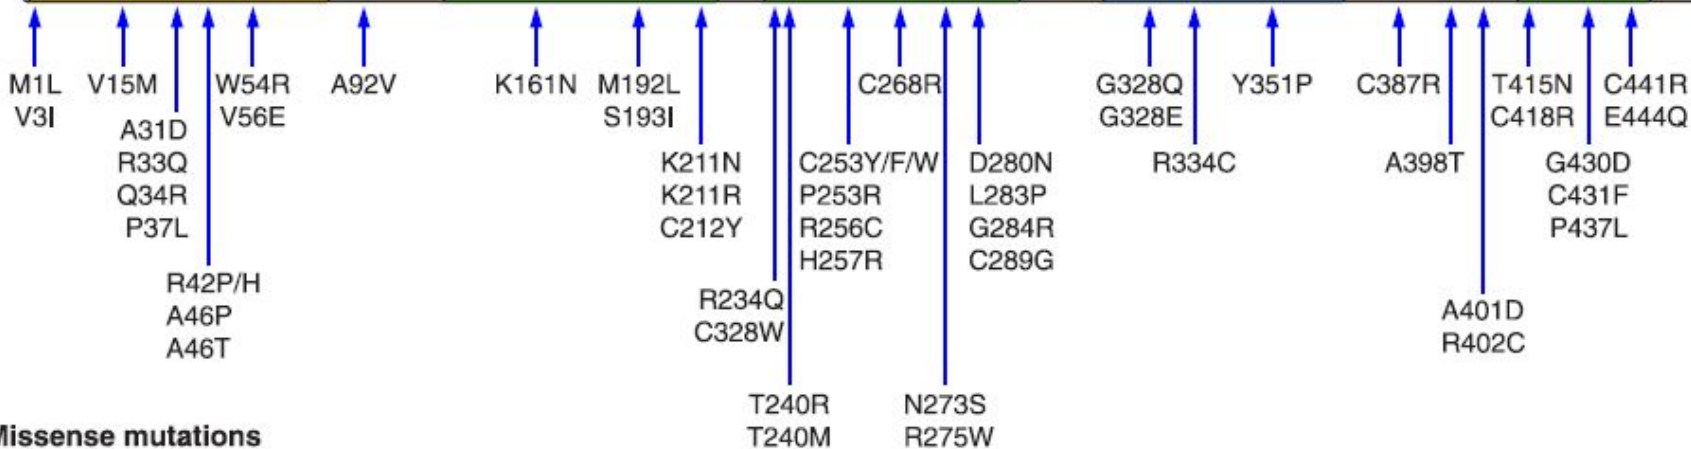 M1L
V3I
V15M
A31D
R33Q
Q34R
P37L
R42P/H
A46P
A46T
W54R
V56E
A92V
K161N
M192L
S193I
K211N
K211R
C212Y
R234Q
C328W
T240R
T240M
C253Y/F/W
P253R
R256C
H257R
C268R
N273S
R275W
D280N
L283P
G284R
C289G
G328Q
G328E
R334C
Y351P
C387R
A398T
A401D
R402C
T415N
C418R
G430D
C431F
P437L
C441R
E444Q
Missense mutations